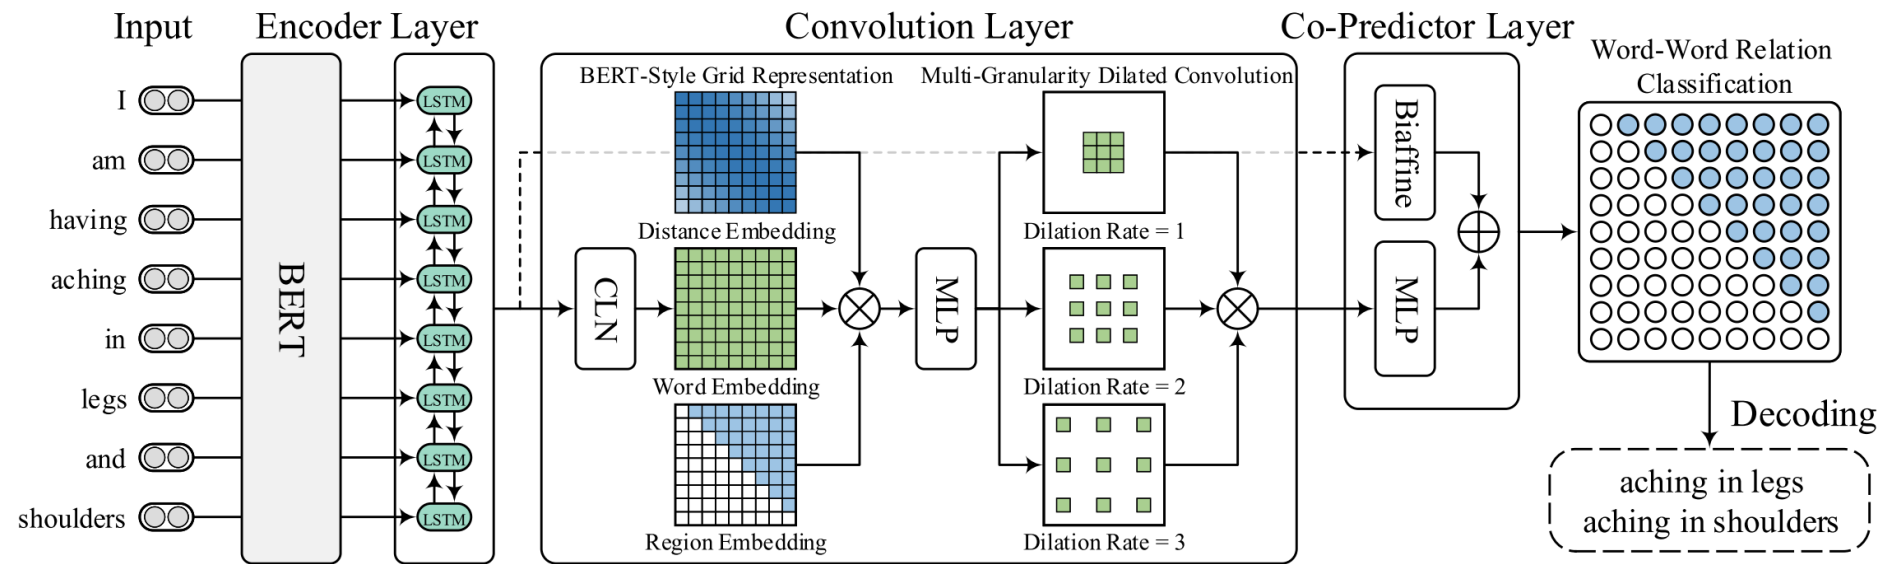 Input
Encoder Layer
Convolution Layer
Co-Predictor Layer
Word-Word Relation
Classification
BERT-Style Grid Representation
Multi-Granularity Dilated Convolution
I
am
having
aching
in
legs
and
shoulders
BERT
LSTM
LSTM
LSTM
LSTM
LSTM
LSTM
LSTM
LSTM
CLN
Distance Embedding
Word Embedding
Region Embedding
MLP
Dilation Rate = 1
Dilation Rate = 2
Dilation Rate = 3
Biaffine
MLP
Decoding
aching in legs
aching in shoulders